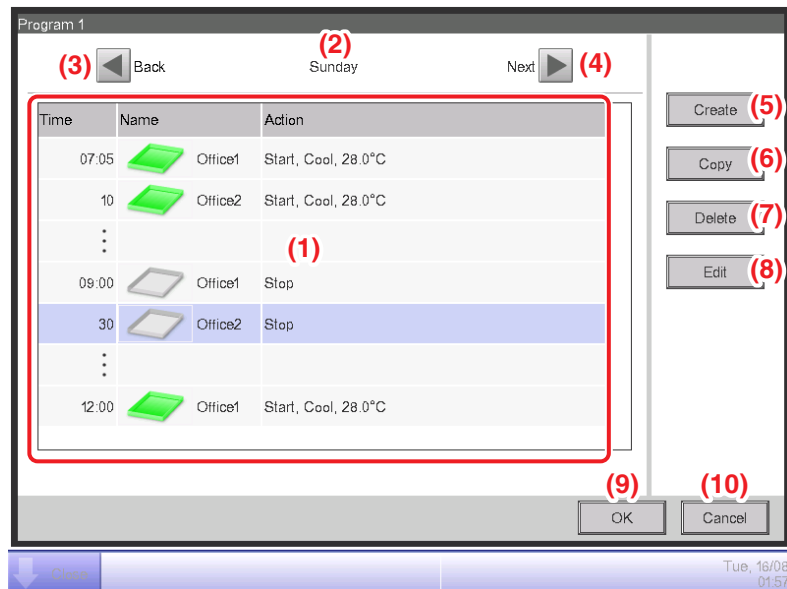 Program 1
(2)
(3) Back Sunday Next (4)
Time Name Action
Create (5)
07:05 Office1 Start, Cool, 28.0°C
Copy (6)
10 Office2 Start, Cool, 28.0°C
Delete (7)
(1)
09:00 Office1 Stop
Edit (8)
30 Office2 Stop
12:00 Office1 Start, Cool, 28.0°C
(9) (10)
OK Cancel
Close Tue, 16/08
01:57